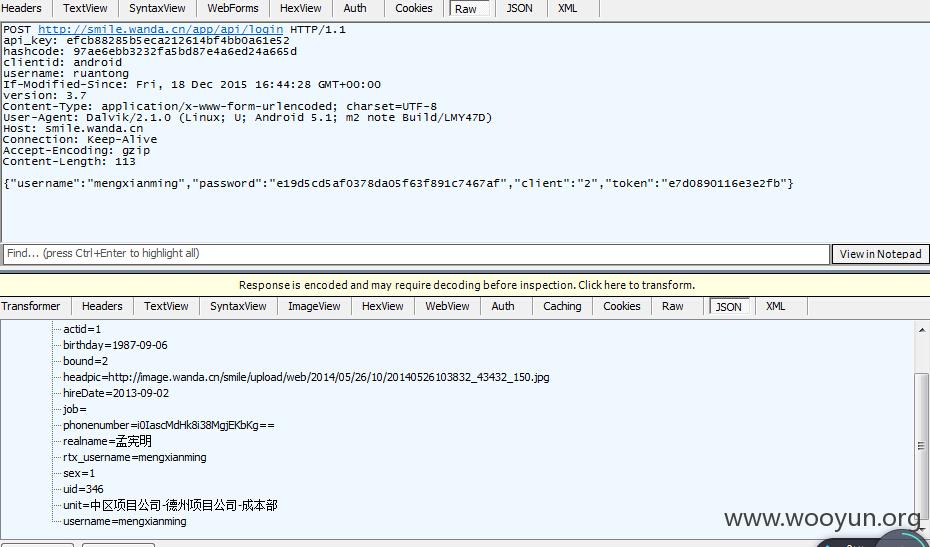 Headers TextView SyntaxView WebForms HexView Auth Cookies Raw JSON XML
POST http://smile.wanda.cn/app/api/login HTTP/1.1
api_key: efcb88285b5eca212614bf4bb0a61e52
hashcode: 97ae6ebb3232fa5bd87e4a6ed24a665d
clientid: android
username: ruantong
If-Modified-Since: Fri, 18 Dec 2015 16:44:28 GMT+00:00
version: 3.7
Content-Type: application/x-www-form-urlencoded; charset=UTF-8
User-Agent: Dalvik/2.1.0 (Linux; U; Android 5.1; m2 note Build/LMY47D)
Host: smile.wanda.cn
Connection: Keep-Alive
Accept-Encoding: gzip
Content-Length: 113
{"username":"mengxianming","password":"e19d5cd5af0378da05f63f891c7467af","client":"2","token":"e7d0890116e3e2fb"}
Find... (press Ctrl+Enter to highlight all) View in Notepad
Response is encoded and may require decoding before inspection. Click here to transform.
Transformer Headers TextView SyntaxView ImageView HexView WebView Auth Caching Cookies Raw JSON XML
actid=1
birthday=1987-09-06
bound=2
headpic=http://image.wanda.cn/smile/upload/web/2014/05/26/10/20140526103832_43432_150.jpg
hireDate=2013-09-02
job=
phonenumber=i0IascMdHk8i38MgjEKbKg==
realname=孟宪明
rtx_username=mengxianming
sex=1
uid=346
unit=中区项目公司-德州项目公司-成本部
username=mengxianming
www.wooyun.org